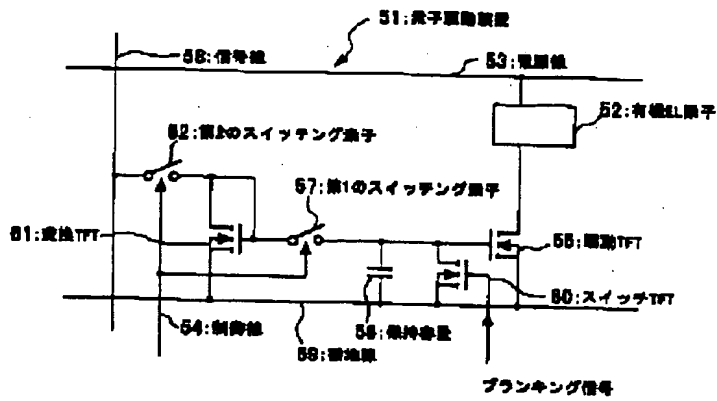 51:素子駆動装置
58:信号線
53:電源線
52:有機EL素子
62:第2のスイッチング素子
57:第1のスイッチング素子
61:変換TFT
55:駆動TFT
60:スイッチTFT
56:保持容量
54:制御線
59:接地線
ブランキング信号